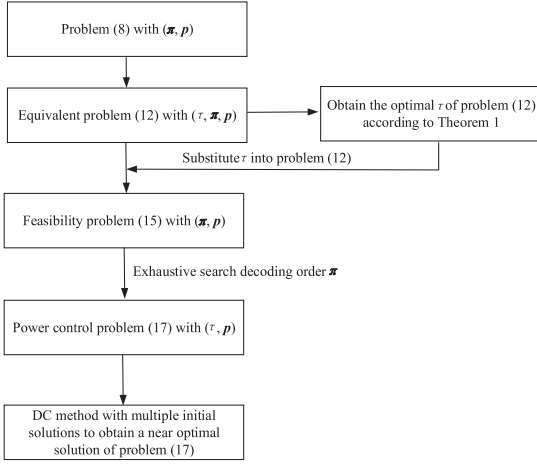 Problem (8) with (π, p)
Equivalent problem (12) with (τ, π, p)
Obtain the optimal τ of problem (12)
according to Theorem 1
Substitute τ into problem (12)
Feasibility problem (15) with (π, p)
Exhaustive search decoding order π
Power control problem (17) with (τ, p)
DC method with multiple initial
solutions to obtain a near optimal
solution of problem (17)